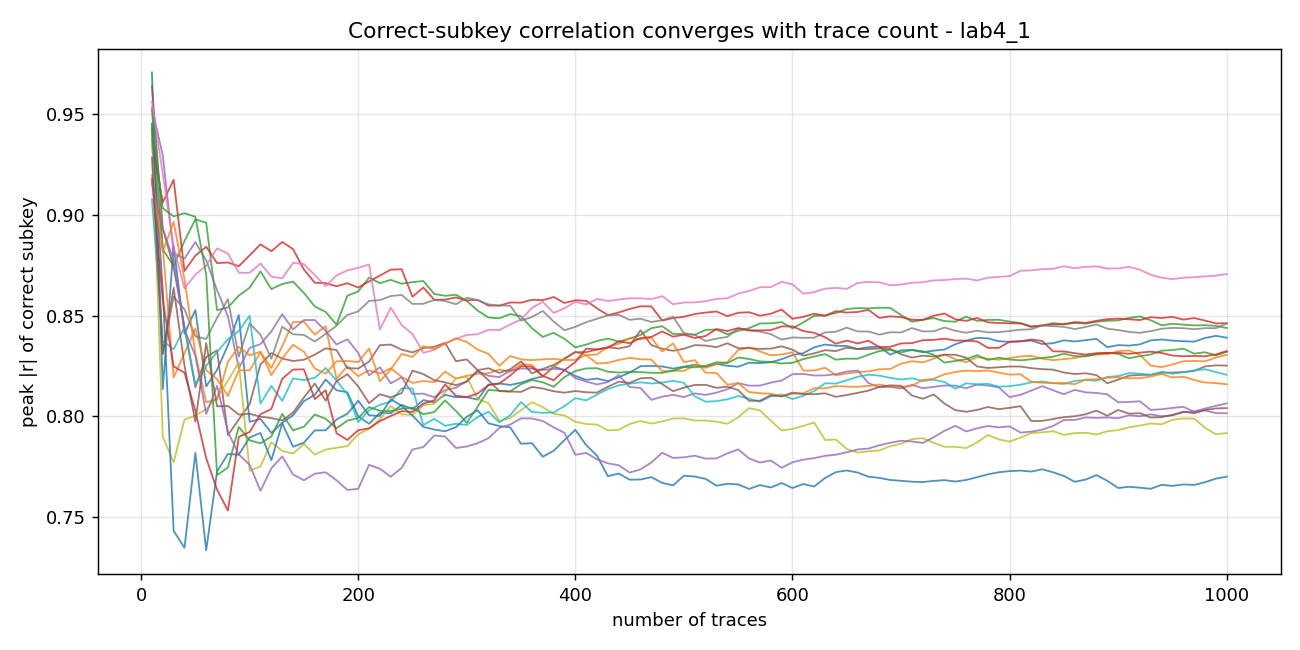 Correct-subkey correlation converges with trace count - lab4_1
peak |r| of correct subkey
0.95
0.90
0.85
0.80
0.75
0 200 400 600 800 1000
number of traces